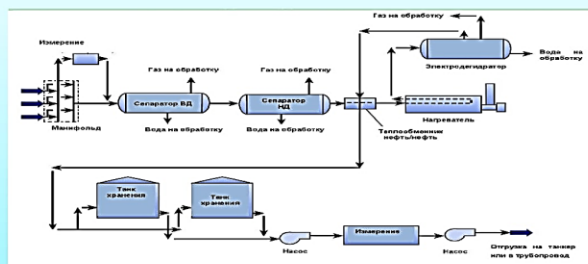 Газ на обработку
Измерение
Газ на обработку
Газ на обработку
Электродегидратор
Вода на
обработку
Сепаратор ВД
Сепаратор
НД
Манифольд
Вода на обработку
Вода на обработку
Нагреватель
Теплообменник
нефть/нефть
Танк
хранения
Танк
хранения
Измерение
Насос
Насос
Отгрузка на танкер
или в трубопровод